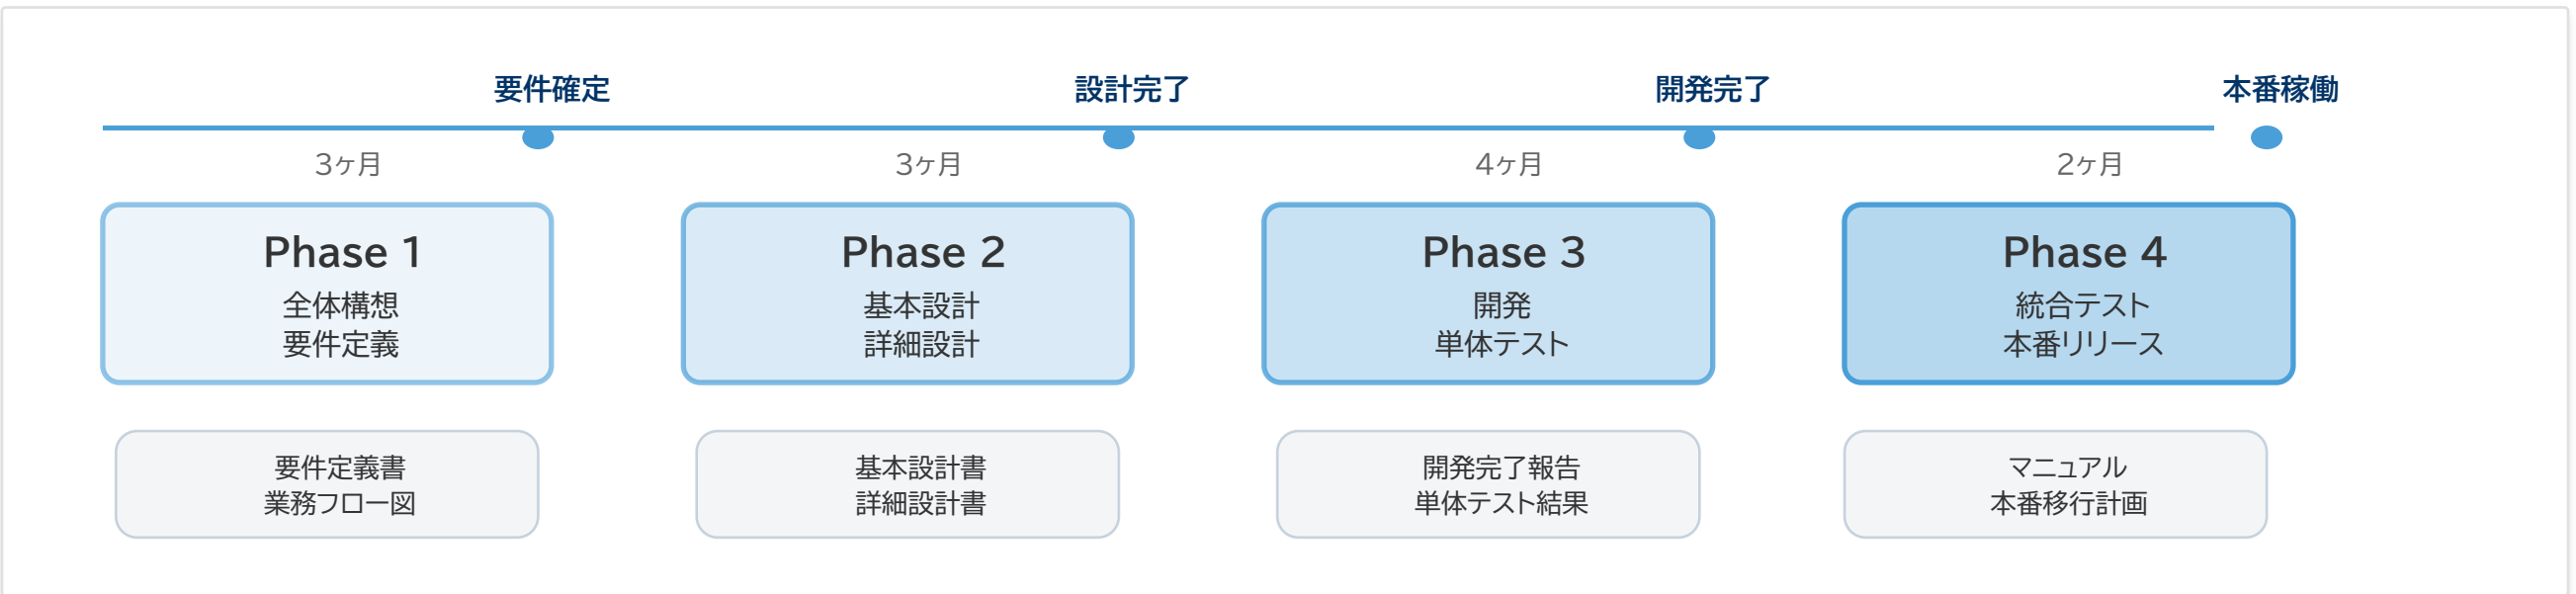 要件確定
設計完了
開発完了
本番稼働
3ヶ月
3ヶ月
4ヶ月
2ヶ月
Phase 1
全体構想
要件定義
Phase 2
基本設計
詳細設計
Phase 3
開発
単体テスト
Phase 4
統合テスト
本番リリース
要件定義書
業務フロー図
基本設計書
詳細設計書
開発完了報告
単体テスト結果
マニュアル
本番移行計画